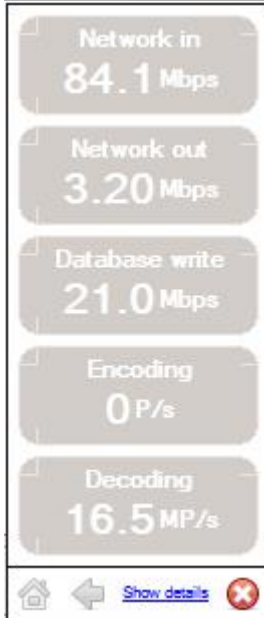 Network in
84.1 Mbps
Network out
3.20 Mbps
Database write
21.0 Mbps
Encoding
0 P/s
Decoding
16.5 MP/s
Show details